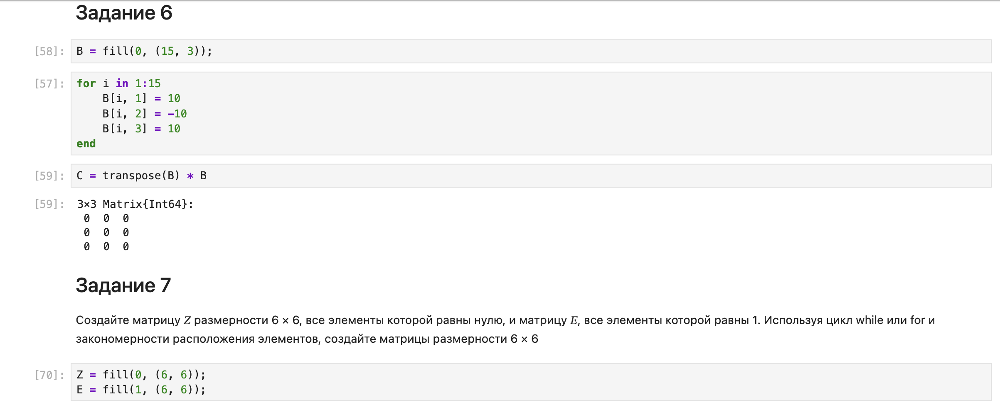 Задание 6
[58]: B = fill(0, (15, 3));
[57]: for i in 1:15
    B[i, 1] = 10
    B[i, 2] = -10
    B[i, 3] = 10
end
[59]: C = transpose(B) * B
[59]: 3×3 Matrix{Int64}:
 0  0  0
 0  0  0
 0  0  0
Задание 7
Создайте матрицу Z размерности 6 × 6, все элементы которой равны нулю, и матрицу E, все элементы которой равны 1. Используя цикл while или for и
закономерности расположения элементов, создайте матрицы размерности 6 × 6
[70]: Z = fill(0, (6, 6));
E = fill(1, (6, 6));